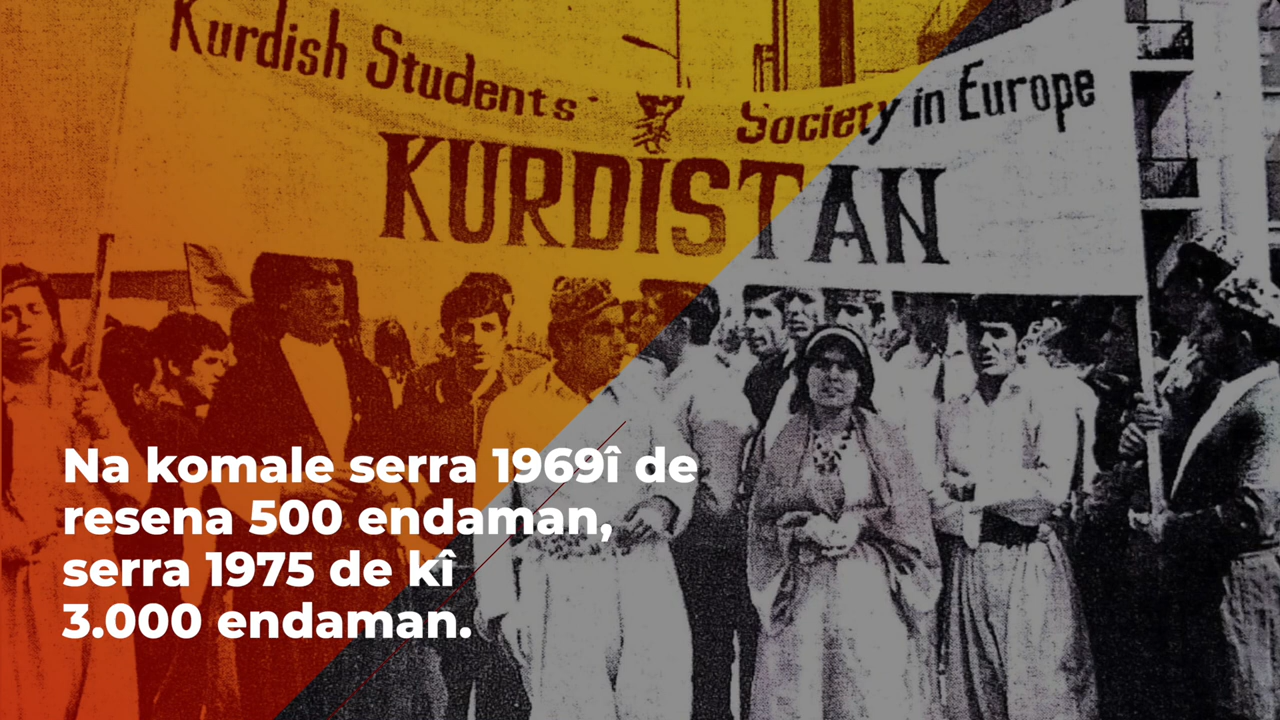 Kurdish Students' Society in Europe
KURDISTAN
Na komale serra 1969î de
resena 500 endaman,
serra 1975 de kî
3.000 endaman.